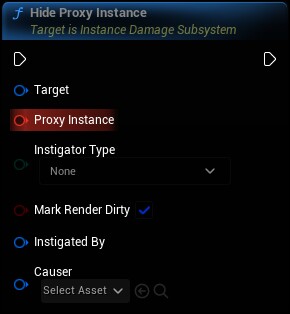 Hide Proxy Instance
Target is Instance Damage Subsystem
Target
Proxy Instance
Instigator Type
None
Mark Render Dirty
Instigated By
Causer
Select Asset